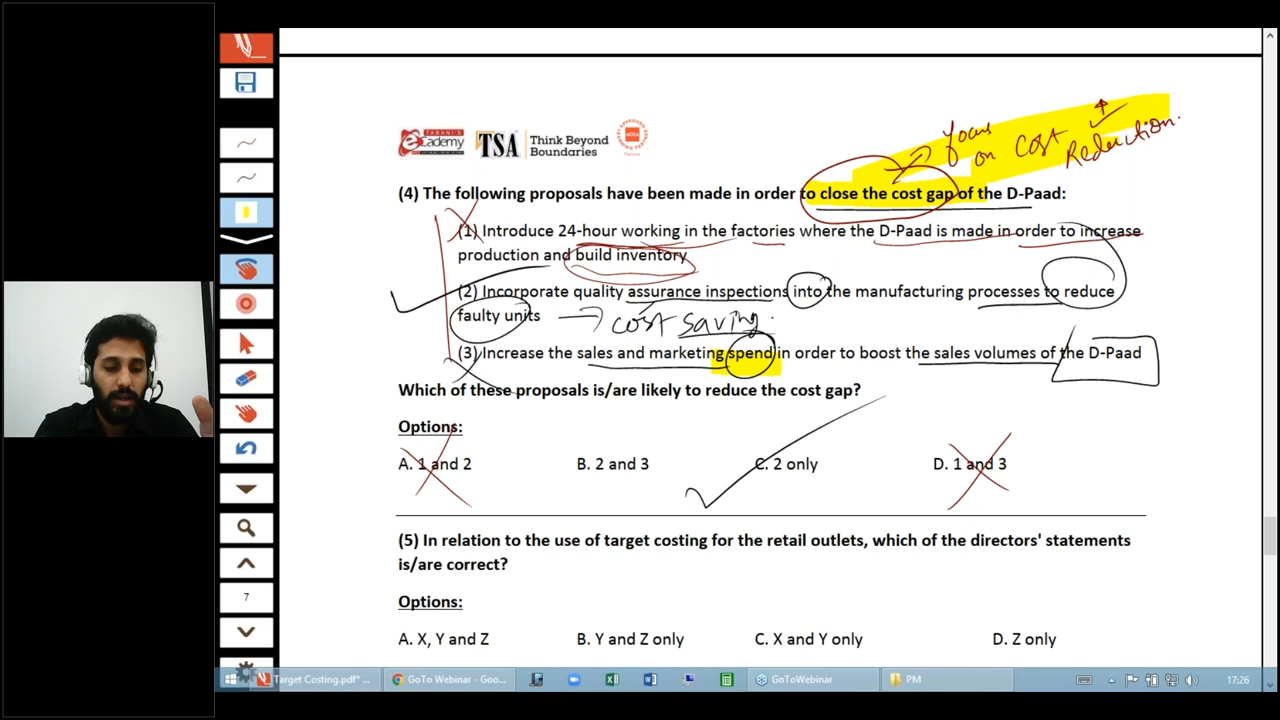 TABANI'S
eCademy
TSA
Think Beyond
Boundaries
focus
on Cost
Reduction.
(4) The following proposals have been made in order to close the cost gap of the D-Paad:
(1) Introduce 24-hour working in the factories where the D-Paad is made in order to increase
production and build inventory
(2) Incorporate quality assurance inspections into the manufacturing processes to reduce
faulty units → cost saving.
(3) Increase the sales and marketing spend in order to boost the sales volumes of the D-Paad
Which of these proposals is/are likely to reduce the cost gap?
Options:
A. 1 and 2 B. 2 and 3 C. 2 only D. 1 and 3
(5) In relation to the use of target costing for the retail outlets, which of the directors' statements
is/are correct?
Options:
A. X, Y and Z B. Y and Z only C. X and Y only D. Z only
7
Target Costing.pdf* ... GoTo Webinar - Goo... GoToWebinar PM 17:26